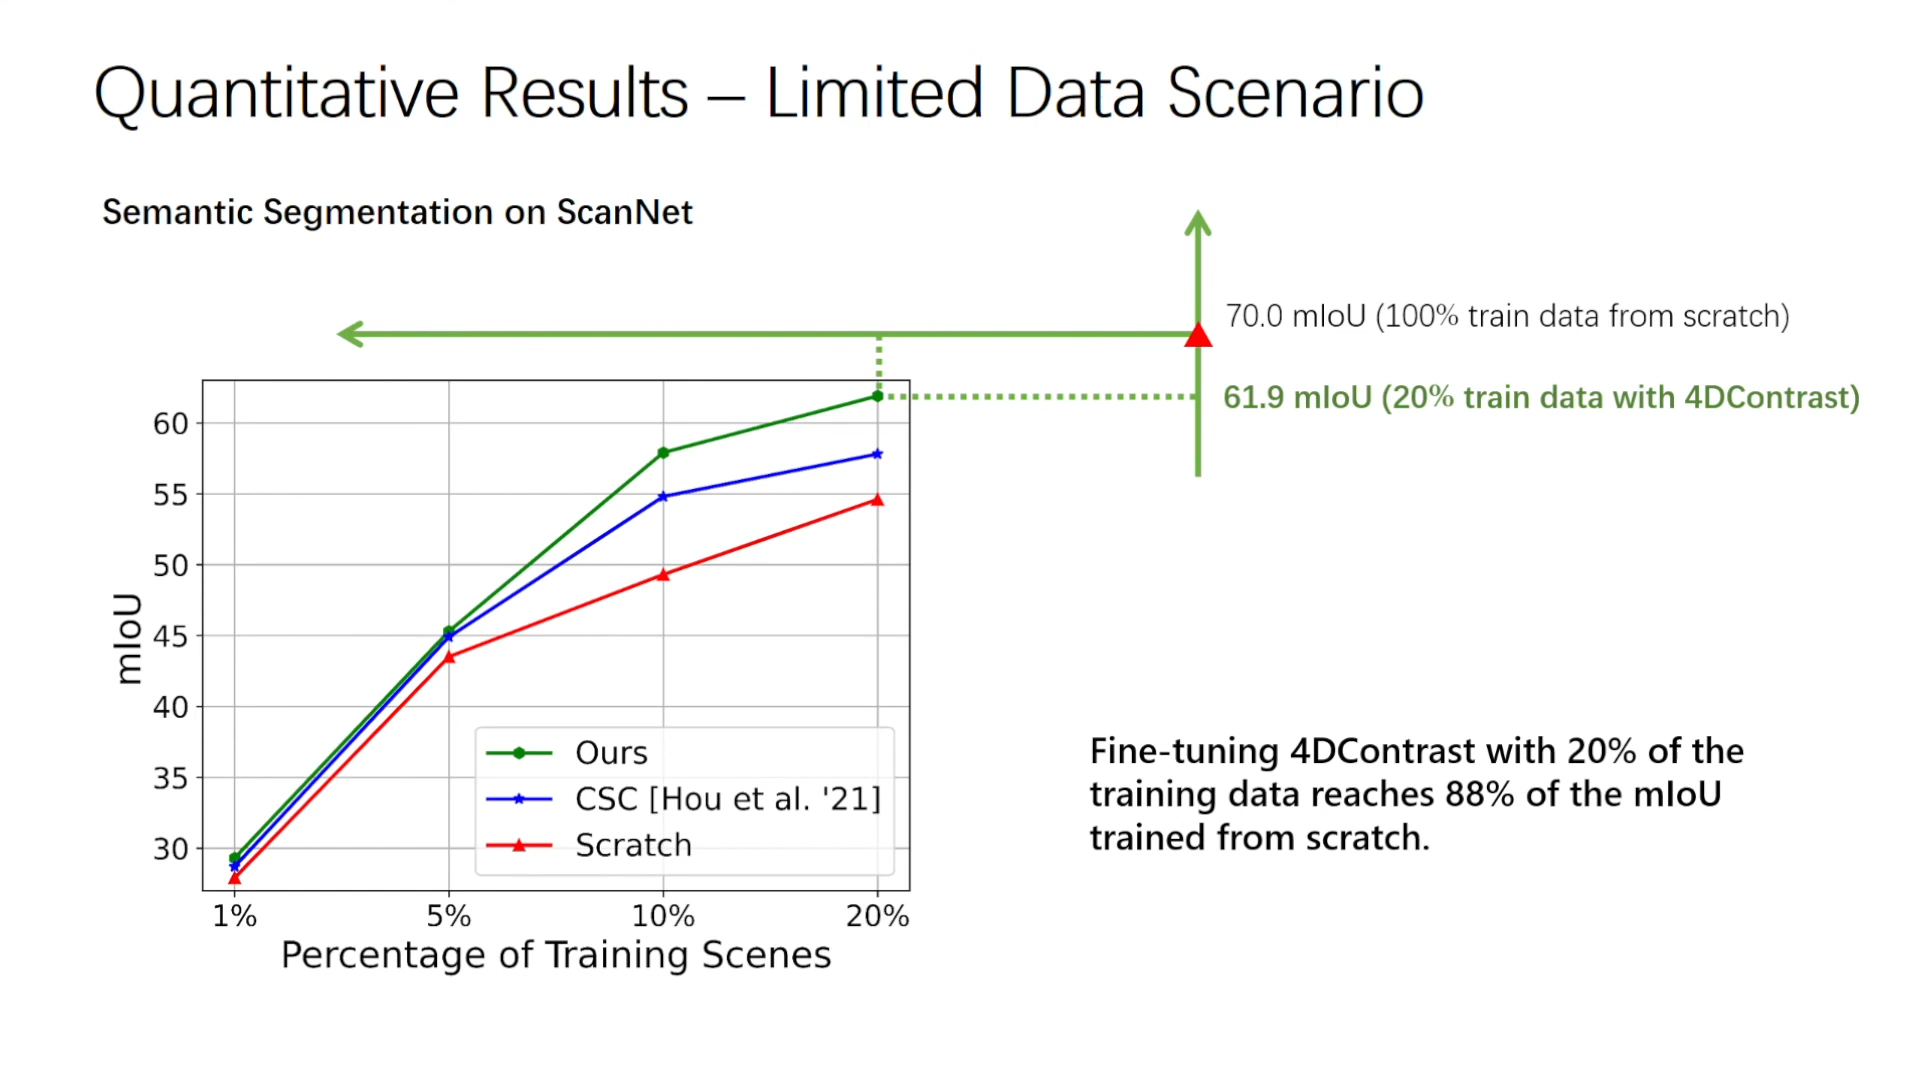 Quantitative Results – Limited Data Scenario
Semantic Segmentation on ScanNet
70.0 mIoU (100% train data from scratch)
61.9 mIoU (20% train data with 4DContrast)
60
55
50
45
40
35
30
mIoU
Ours
CSC [Hou et al. '21]
Scratch
1% 5% 10% 20%
Percentage of Training Scenes
Fine-tuning 4DContrast with 20% of the
training data reaches 88% of the mIoU
trained from scratch.